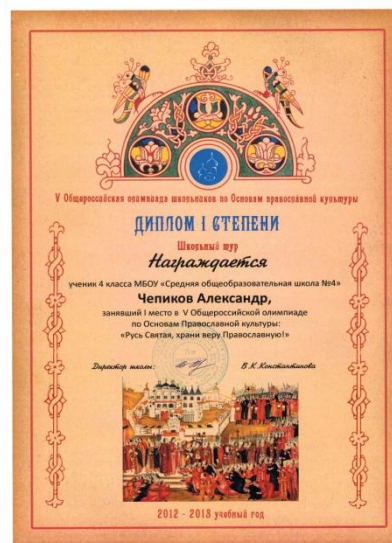 V Общероссийская олимпиада школьников по Основам православной культуры
ДИПЛОМ I СТЕПЕНИ
Школьный тур
Награждается
ученик 4 класса МБОУ «Средняя общеобразовательная школа №4»
Чепиков Александр,
занявший I место в V Общероссийской олимпиаде
по Основам Православной культуры:
«Русь Святая, храни веру Православную!»
Директор школы: В.К.Константинова
2012 - 2013 учебный год